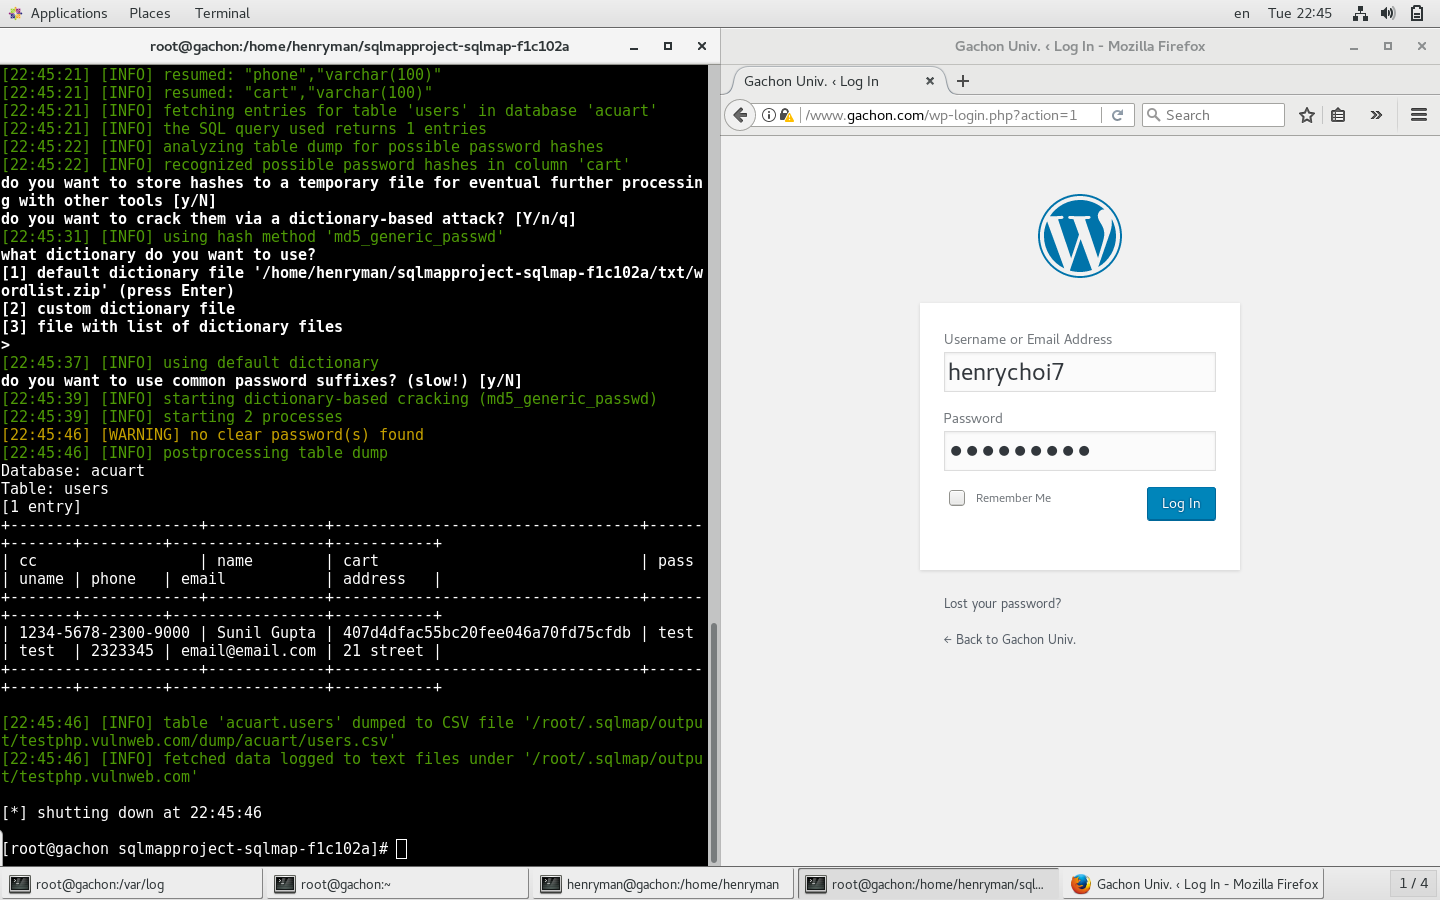 Applications Places Terminal en Tue 22:45
root@gachon:/home/henryman/sqlmapproject-sqlmap-f1c102a
[22:45:21] [INFO] resumed: "phone","varchar(100)"
[22:45:21] [INFO] resumed: "cart","varchar(100)"
[22:45:21] [INFO] fetching entries for table 'users' in database 'acuart'
[22:45:21] [INFO] the SQL query used returns 1 entries
[22:45:22] [INFO] analyzing table dump for possible password hashes
[22:45:22] [INFO] recognized possible password hashes in column 'cart'
do you want to store hashes to a temporary file for eventual further processin
g with other tools [y/N]
do you want to crack them via a dictionary-based attack? [Y/n/q]
[22:45:31] [INFO] using hash method 'md5_generic_passwd'
what dictionary do you want to use?
[1] default dictionary file '/home/henryman/sqlmapproject-sqlmap-f1c102a/txt/w
ordlist.zip' (press Enter)
[2] custom dictionary file
[3] file with list of dictionary files
>
[22:45:37] [INFO] using default dictionary
do you want to use common password suffixes? (slow!) [y/N]
[22:45:39] [INFO] starting dictionary-based cracking (md5_generic_passwd)
[22:45:39] [INFO] starting 2 processes
[22:45:46] [WARNING] no clear password(s) found
[22:45:46] [INFO] postprocessing table dump
Database: acuart
Table: users
[1 entry]
+---------------------+-------------+----------------------------------+------
+-------+---------+-----------------+-----------+
| cc                  | name        | cart                             | pass
| uname | phone   | email           | address   |
+---------------------+-------------+----------------------------------+------
+-------+---------+-----------------+-----------+
| 1234-5678-2300-9000 | Sunil Gupta | 407d4dfac55bc20fee046a70fd75cfdb | test
| test  | 2323345 | email@email.com | 21 street |
+---------------------+-------------+----------------------------------+------
+-------+---------+-----------------+-----------+
[22:45:46] [INFO] table 'acuart.users' dumped to CSV file '/root/.sqlmap/outpu
t/testphp.vulnweb.com/dump/acuart/users.csv'
[22:45:46] [INFO] fetched data logged to text files under '/root/.sqlmap/outpu
t/testphp.vulnweb.com'
[*] shutting down at 22:45:46
[root@gachon sqlmapproject-sqlmap-f1c102a]#
Gachon Univ. ‹ Log In - Mozilla Firefox
Gachon Univ. ‹ Log In
/www.gachon.com/wp-login.php?action=1 Search
Username or Email Address
henrychoi7
Password
●●●●●●●●●
Remember Me Log In
Lost your password?
← Back to Gachon Univ.
root@gachon:/var/log root@gachon:~ henryman@gachon:/home/henryman root@gachon:/home/henryman/sql... Gachon Univ. ‹ Log In - Mozilla Firefox 1 / 4